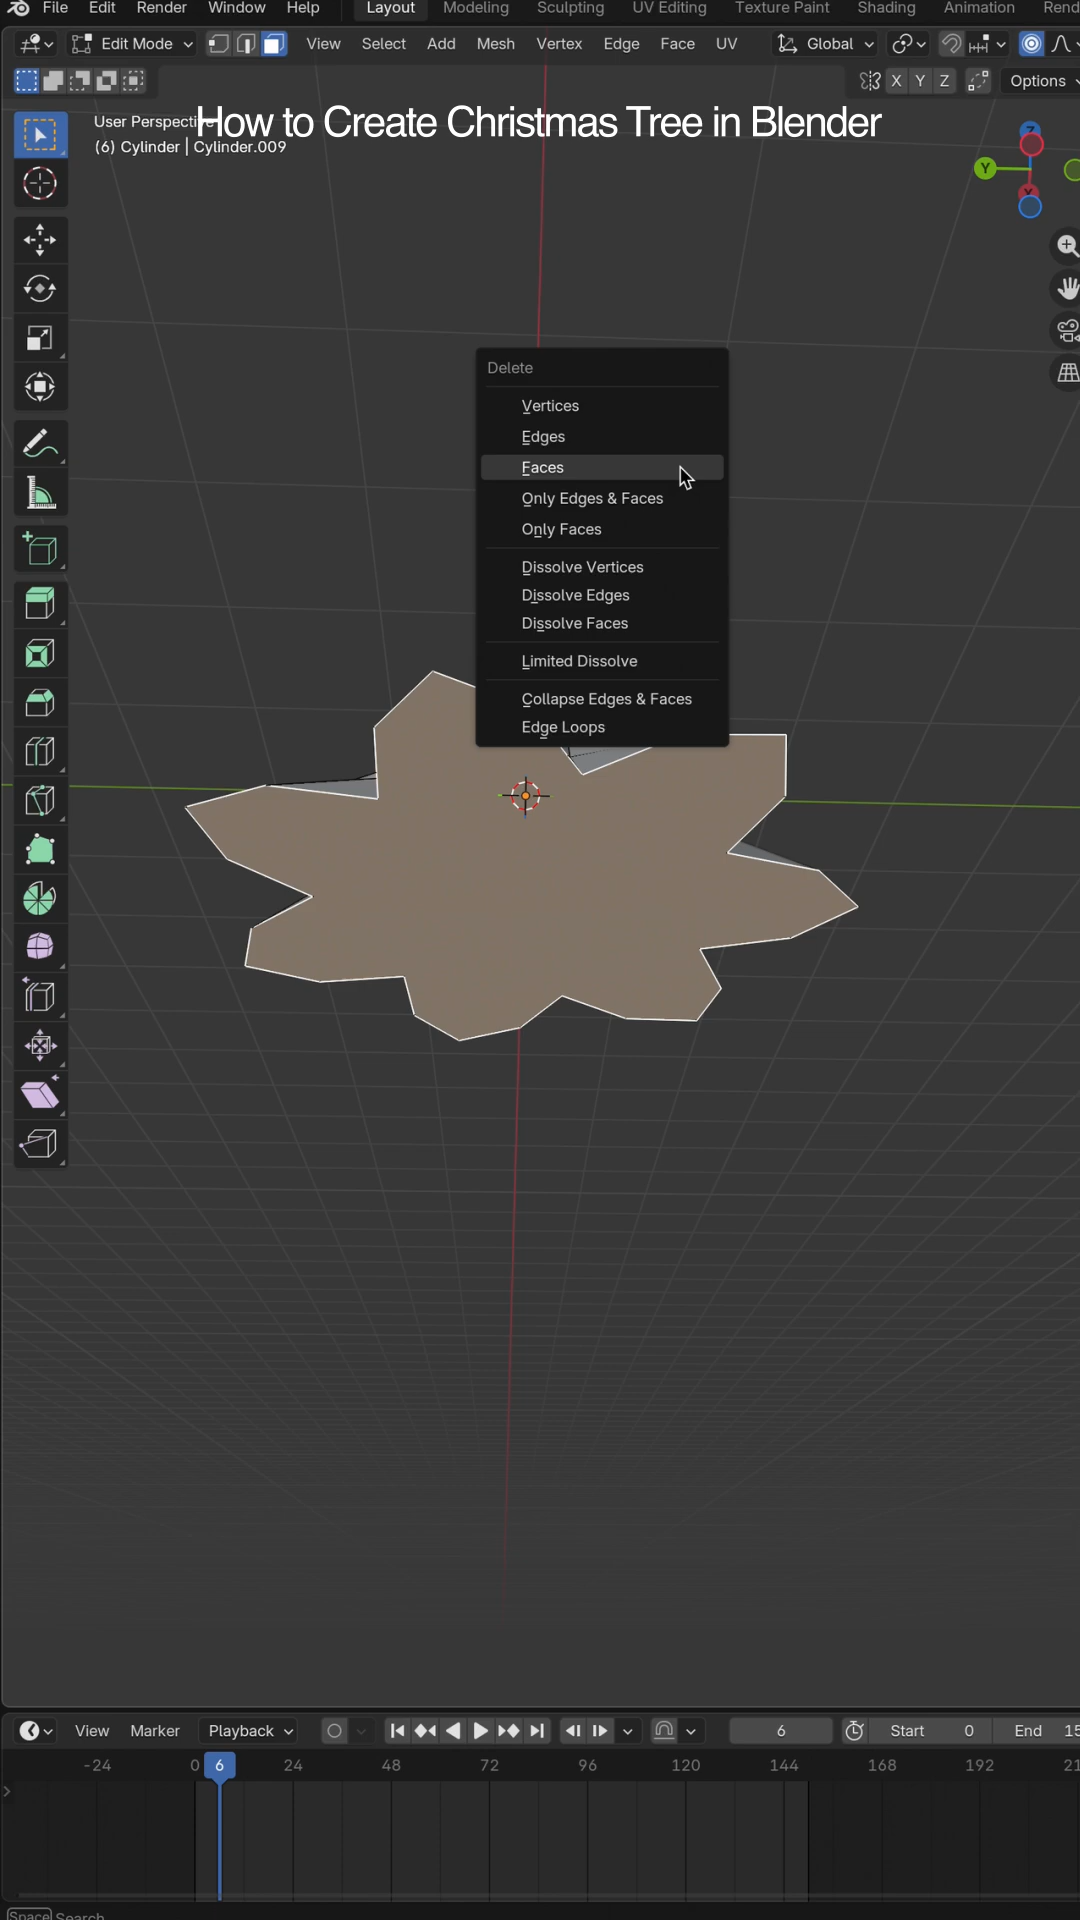 File Edit Render Window Help Layout Modeling Sculpting UV Editing Texture Paint Shading Animation Rend
Edit Mode View Select Add Mesh Vertex Edge Face UV Global
X Y Z Options
How to Create Christmas Tree in Blender
User Perspective
(6) Cylinder | Cylinder.009
Z
Y
X
Delete
Vertices
Edges
Faces
Only Edges & Faces
Only Faces
Dissolve Vertices
Dissolve Edges
Dissolve Faces
Limited Dissolve
Collapse Edges & Faces
Edge Loops
View Marker Playback 6 Start 0 End 15
-24 0 6 24 48 72 96 120 144 168 192 21
Space Search